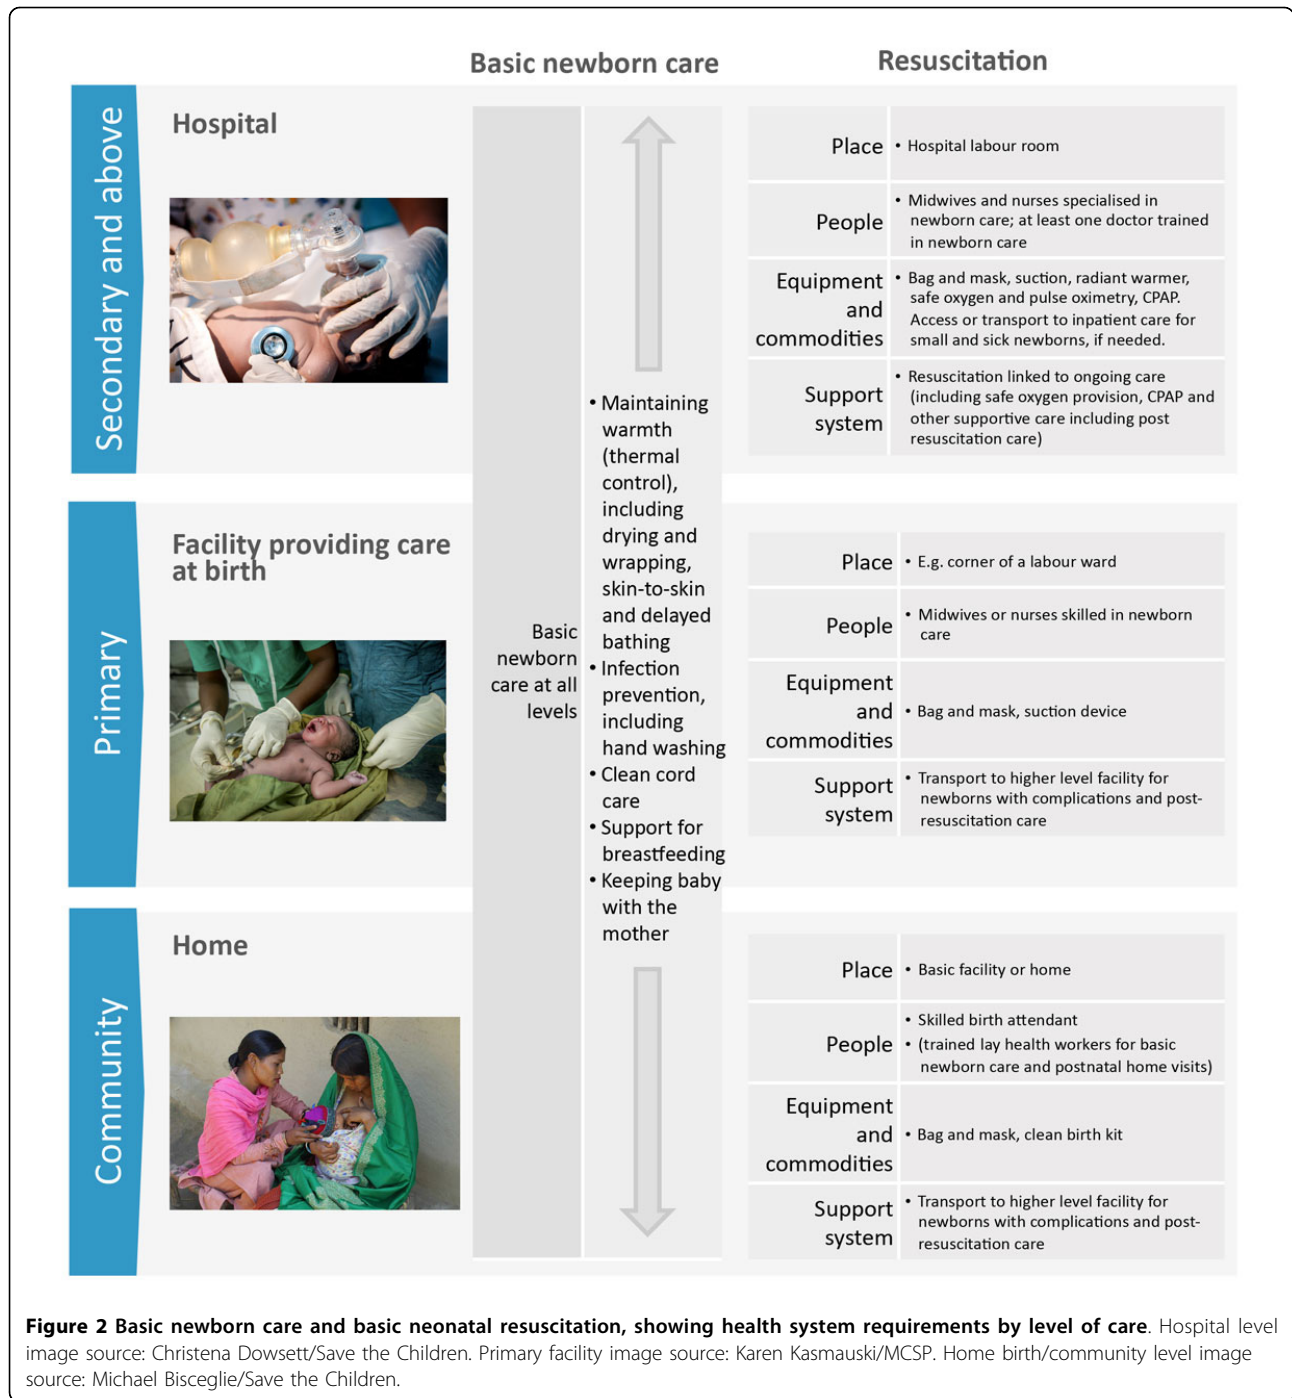 Basic newborn care
Resuscitation
Secondary and above
Hospital
Place
• Hospital labour room
People
• Midwives and nurses specialised in
newborn care; at least one doctor trained
in newborn care
Equipment
and
commodities
• Bag and mask, suction, radiant warmer,
safe oxygen and pulse oximetry, CPAP.
Access or transport to inpatient care for
small and sick newborns, if needed.
Support
system
• Resuscitation linked to ongoing care
(including safe oxygen provision, CPAP and
other supportive care including post
resuscitation care)
Basic
newborn
care at all
levels
• Maintaining
warmth
(thermal
control),
including
drying and
wrapping,
skin-to-skin
and delayed
bathing
• Infection
prevention,
including
hand washing
• Clean cord
care
• Support for
breastfeeding
• Keeping baby
with the
mother
Primary
Facility providing care
at birth
Place
• E.g. corner of a labour ward
People
• Midwives or nurses skilled in newborn
care
Equipment
and
commodities
• Bag and mask, suction device
Support
system
• Transport to higher level facility for
newborns with complications and post-
resuscitation care
Community
Home
Place
• Basic facility or home
People
• Skilled birth attendant
• (trained lay health workers for basic
newborn care and postnatal home visits)
Equipment
and
commodities
• Bag and mask, clean birth kit
Support
system
• Transport to higher level facility for
newborns with complications and post-
resuscitation care
Figure 2 Basic newborn care and basic neonatal resuscitation, showing health system requirements by level of care. Hospital level
image source: Christena Dowsett/Save the Children. Primary facility image source: Karen Kasmauski/MCSP. Home birth/community level image
source: Michael Bisceglie/Save the Children.